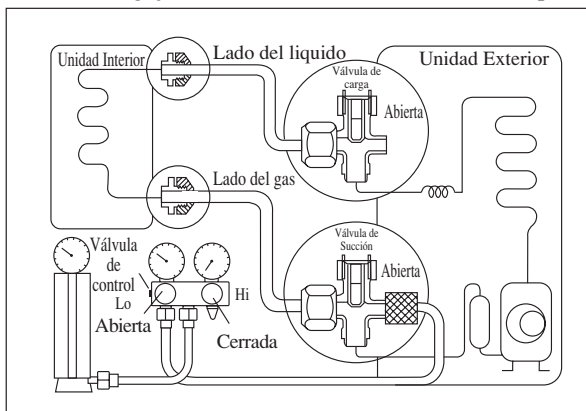 Unidad Interior
Lado del liquido
Válvula de
carga
Abierta
Unidad Exterior
Lado del gas
Válvula de
Succión
Abierta
Válvula
de
control
Lo
Abierta
Hi
Cerrada